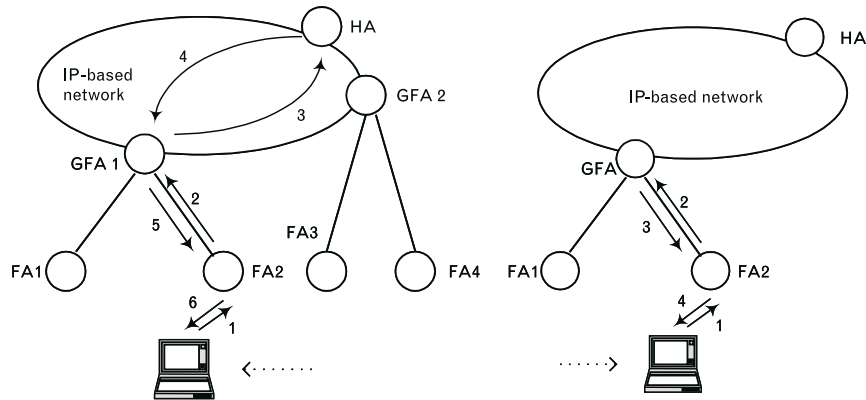 HA
4
IP-based
network
3
GFA 2
GFA 1
2
5
FA3
FA1
FA2
FA4
6
1
HA
IP-based network
GFA
2
3
FA1
FA2
4
1